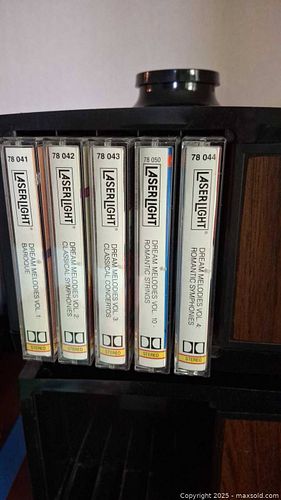 78 041
LASERLIGHT
DREAM MELODIES VOL. 1
BAROQUE
STEREO
78 042
LASERLIGHT
DREAM MELODIES VOL. 2
CLASSICAL SYMPHONIES
STEREO
78 043
LASERLIGHT
DREAM MELODIES VOL. 3
CLASSICAL CONCERTOS
STEREO
78 050
LASERLIGHT
DREAM MELODIES VOL. 10
ROMANTIC STRINGS
STEREO
78 044
LASERLIGHT
DREAM MELODIES VOL. 4
ROMANTIC SYMPHONIES
STEREO
Copyright © 2025 - maxsold.com